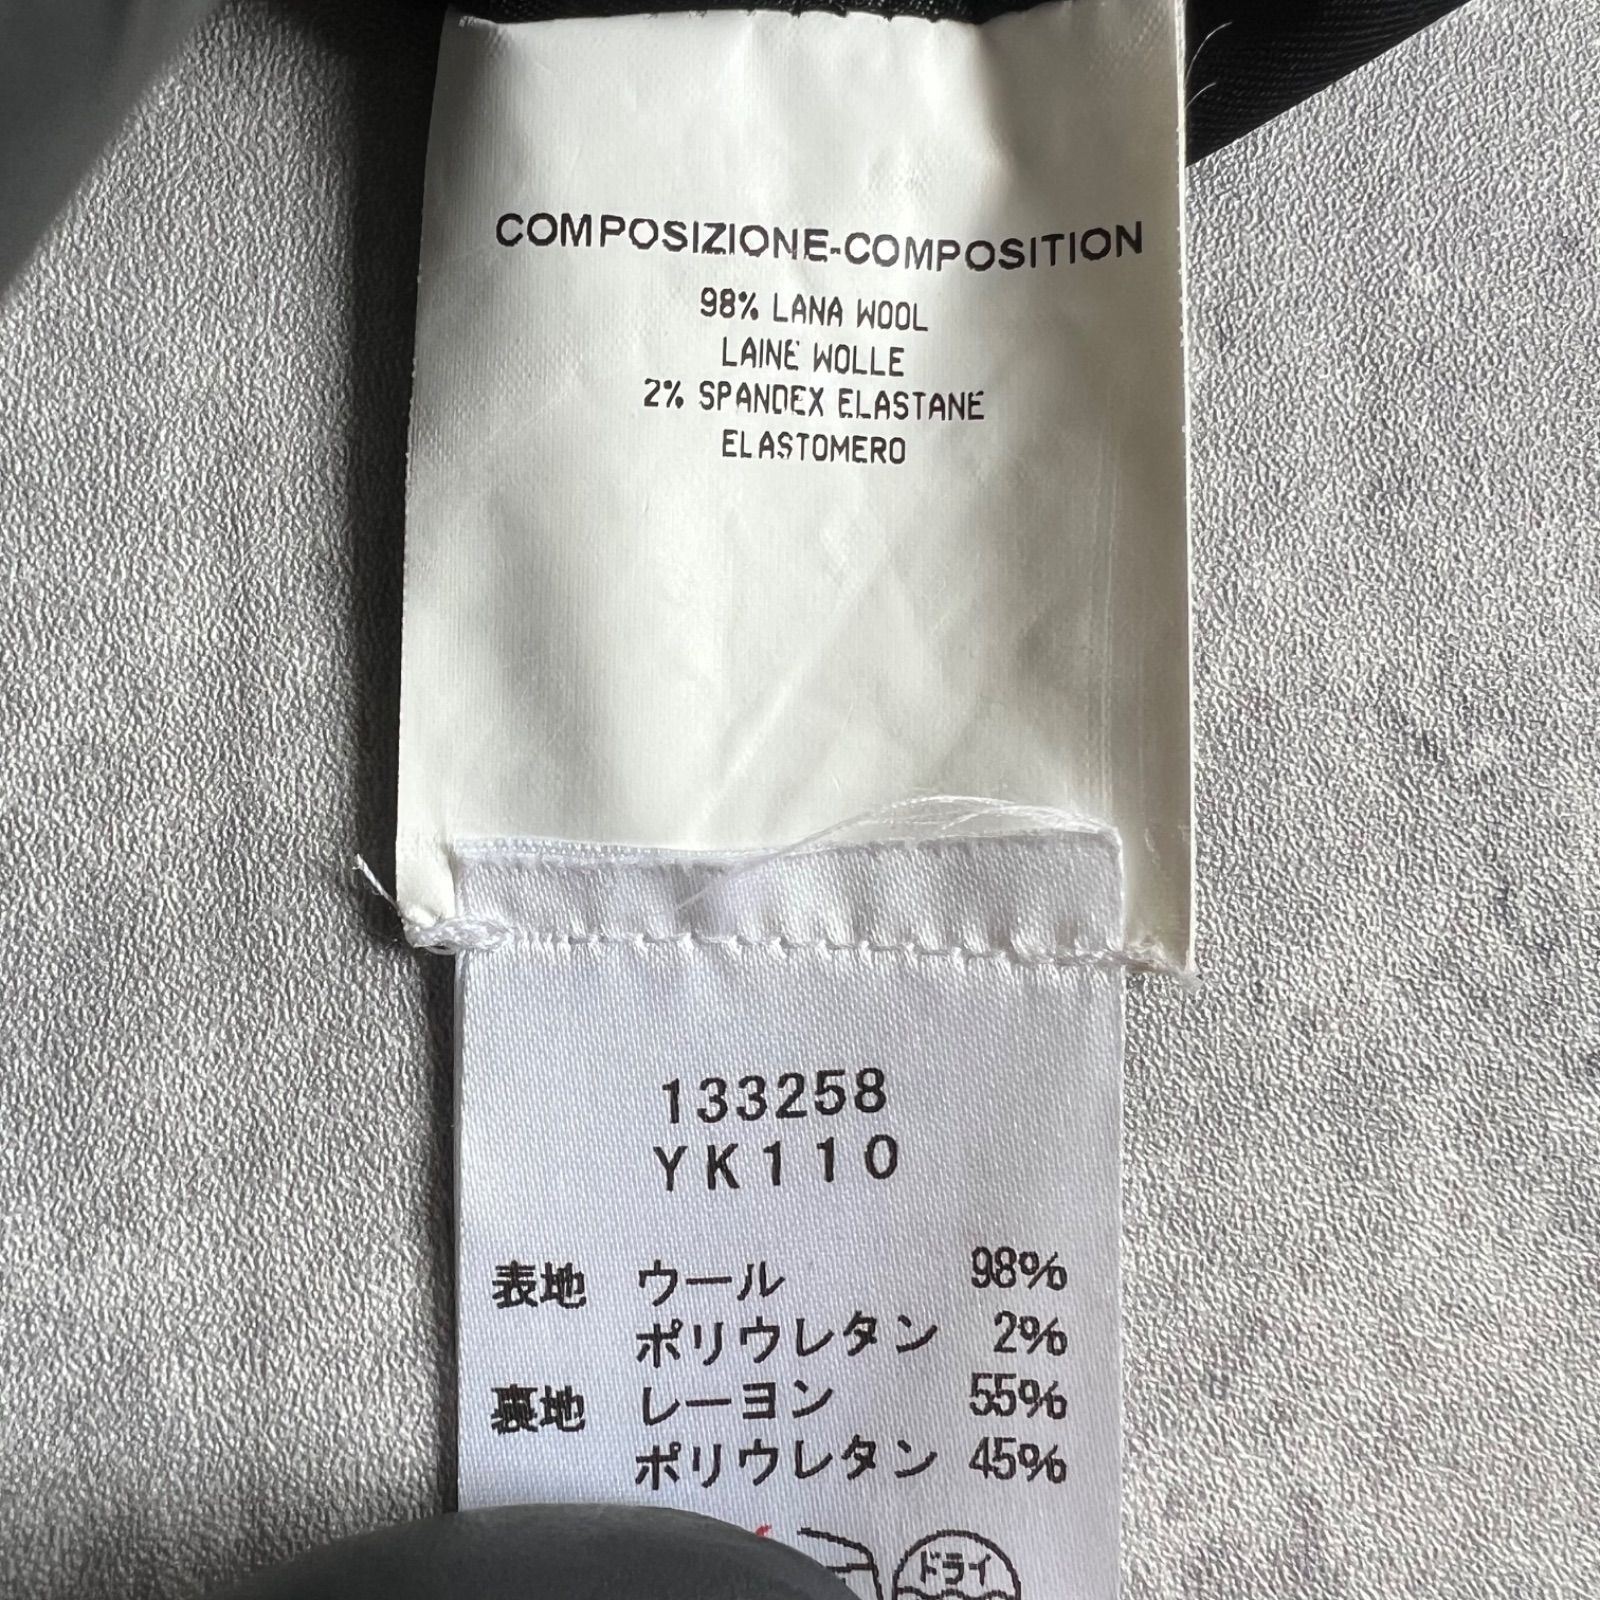 COMPOSIZIONE-COMPOSITION
98% LANA WOOL
LAINE WOLLE
2% SPANDEX ELASTANE
ELASTOMERO
133258
YK110
表地 ウール 98%
ポリウレタン 2%
裏地 レーヨン 55%
ポリウレタン 45%
ドライ